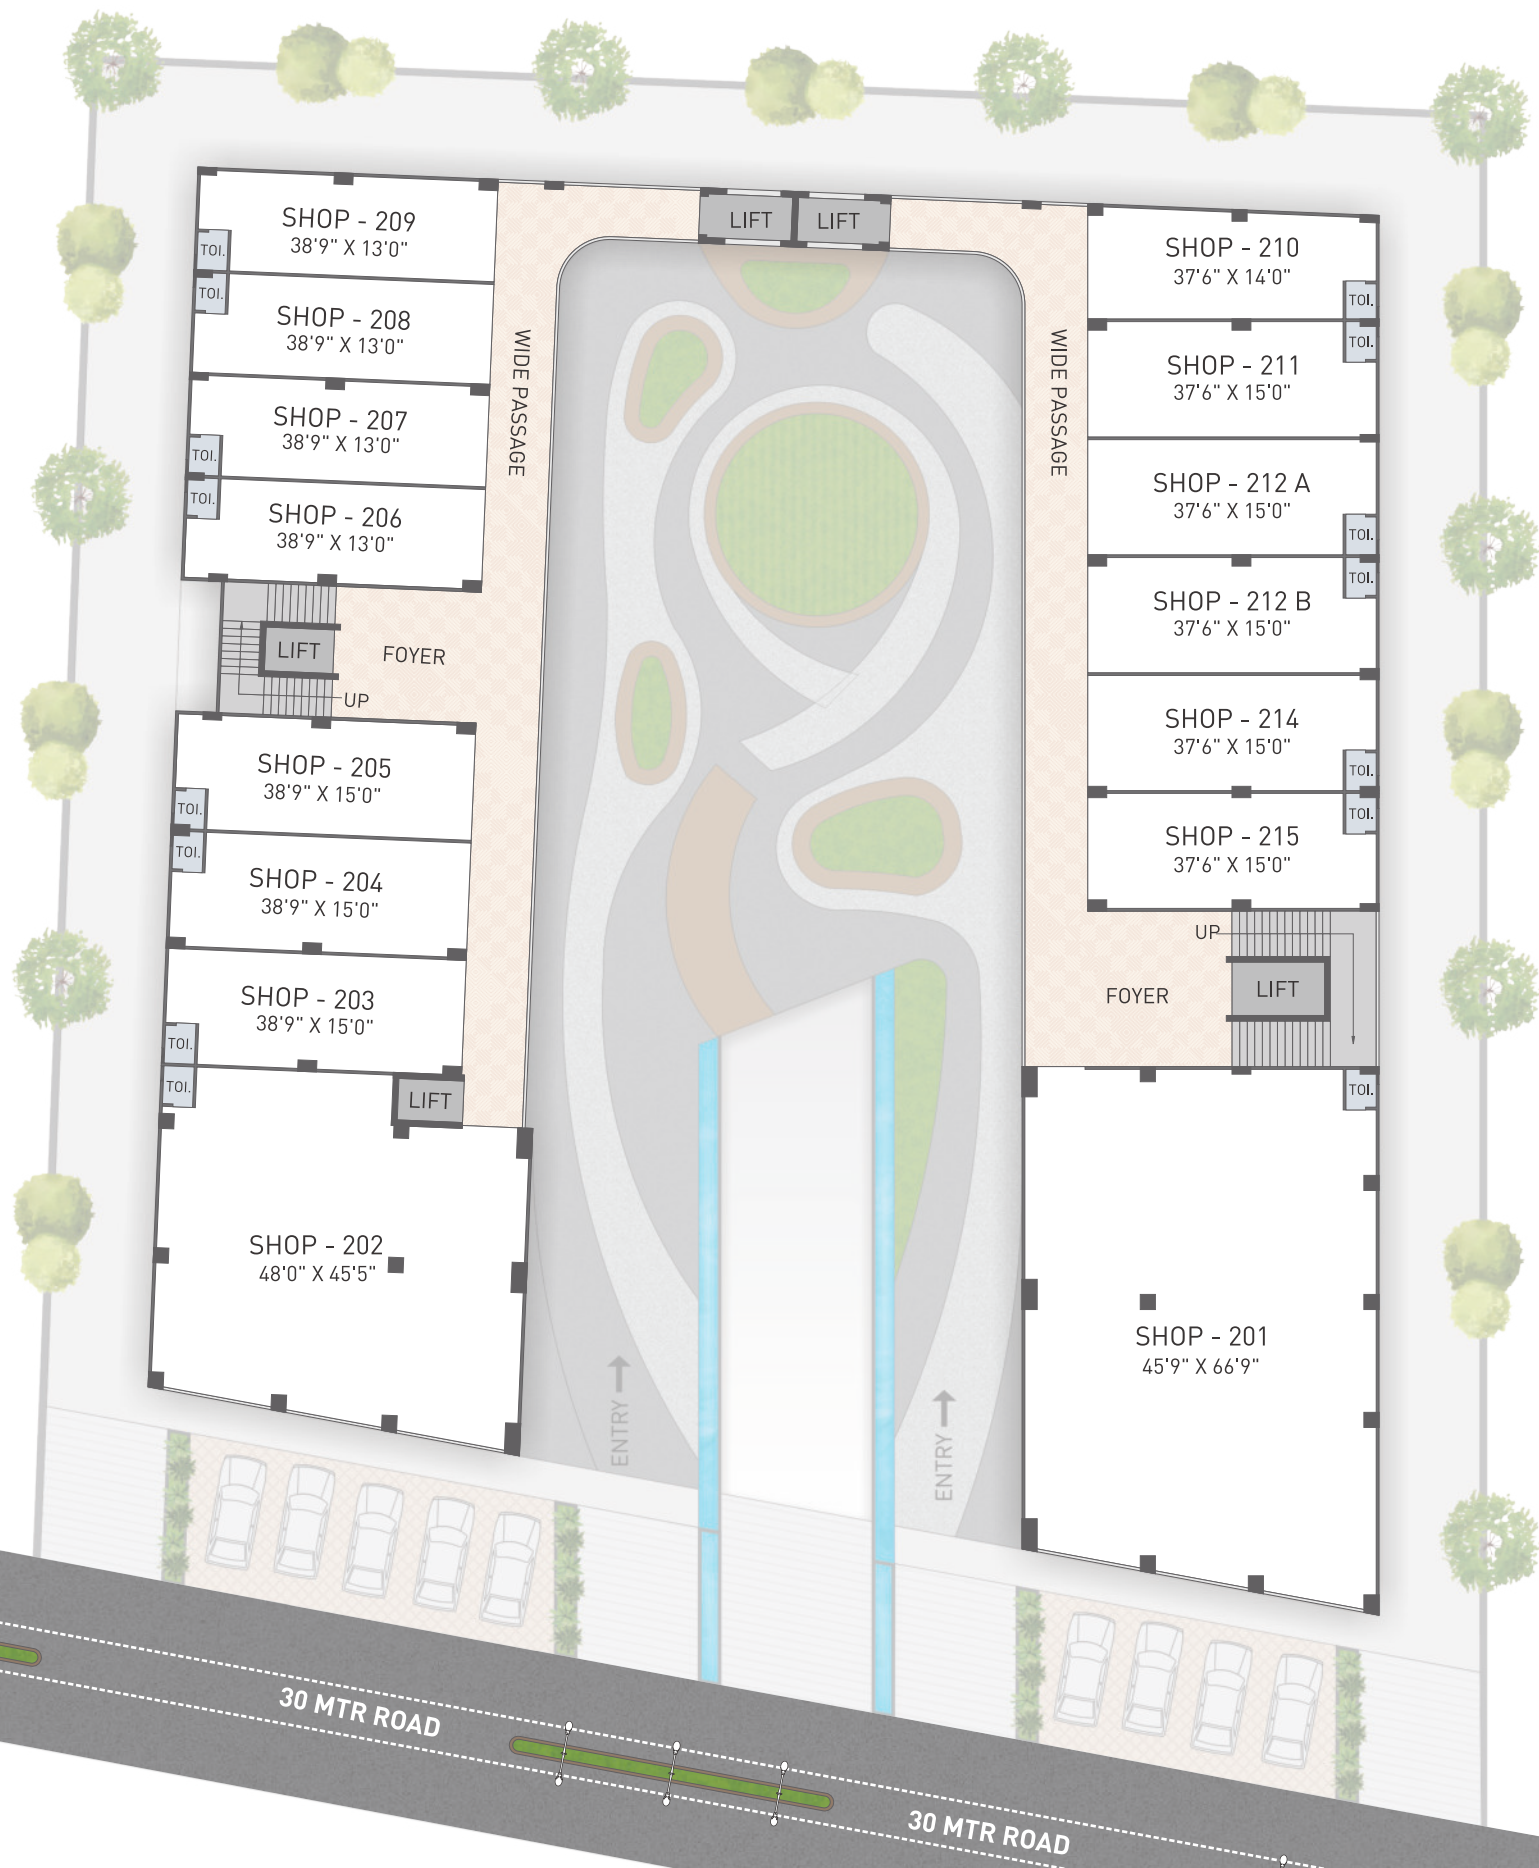 LIFT
LIFT
SHOP - 209
38'9" X 13'0"
TOI.
TOI.
SHOP - 208
38'9" X 13'0"
SHOP - 207
38'9" X 13'0"
TOI.
TOI.
SHOP - 206
38'9" X 13'0"
WIDE PASSAGE
LIFT
FOYER
UP
SHOP - 205
38'9" X 15'0"
TOI.
TOI.
SHOP - 204
38'9" X 15'0"
SHOP - 203
38'9" X 15'0"
TOI.
TOI.
LIFT
SHOP - 202
48'0" X 45'5"
SHOP - 210
37'6" X 14'0"
TOI.
TOI.
SHOP - 211
37'6" X 15'0"
WIDE PASSAGE
SHOP - 212 A
37'6" X 15'0"
TOI.
TOI.
SHOP - 212 B
37'6" X 15'0"
SHOP - 214
37'6" X 15'0"
TOI.
TOI.
SHOP - 215
37'6" X 15'0"
UP
FOYER
LIFT
TOI.
SHOP - 201
45'9" X 66'9"
ENTRY
ENTRY
30 MTR ROAD
30 MTR ROAD